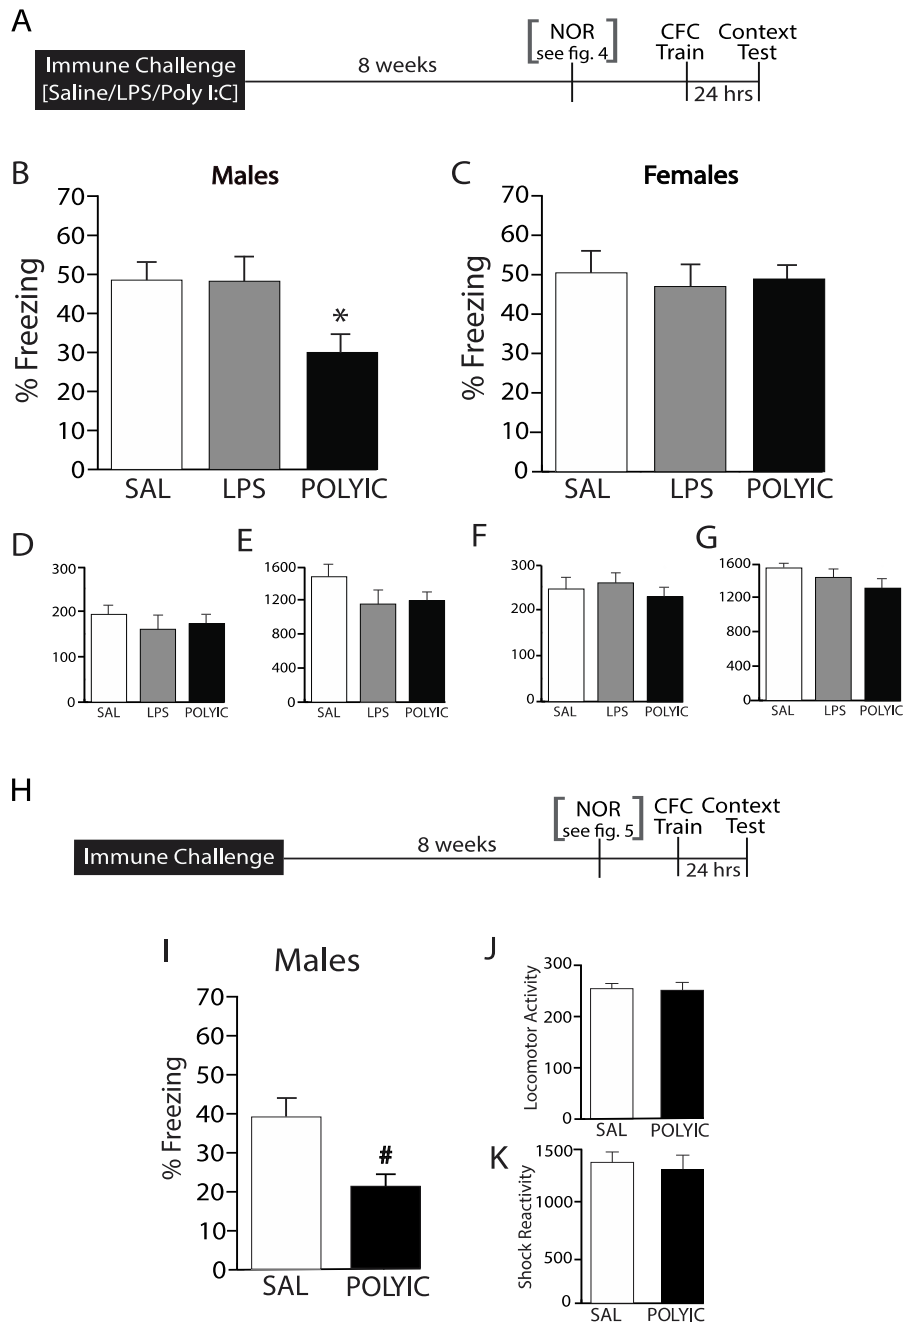 A
Immune Challenge
[Saline/LPS/Poly I:C]
8 weeks
[NOR
see fig. 4]
CFC
Train
Context
Test
24 hrs
B
Males
% Freezing
70
60
50
40
30
20
10
0
*
SAL LPS POLYIC
C
Females
% Freezing
70
60
50
40
30
20
10
0
SAL LPS POLYIC
D
300
200
100
0
SAL LPS POLYIC
E
1600
1200
800
400
0
SAL LPS POLYIC
F
300
200
100
0
SAL LPS POLYIC
G
1600
1200
800
400
0
SAL LPS POLYIC
H
Immune Challenge
8 weeks
[NOR
see fig. 5]
CFC
Train
Context
Test
24 hrs
I
Males
% Freezing
70
60
50
40
30
20
10
0
#
SAL POLYIC
J
Locomotor Activity
300
200
100
0
SAL POLYIC
K
Shock Reactivity
1500
1000
500
0
SAL POLYIC